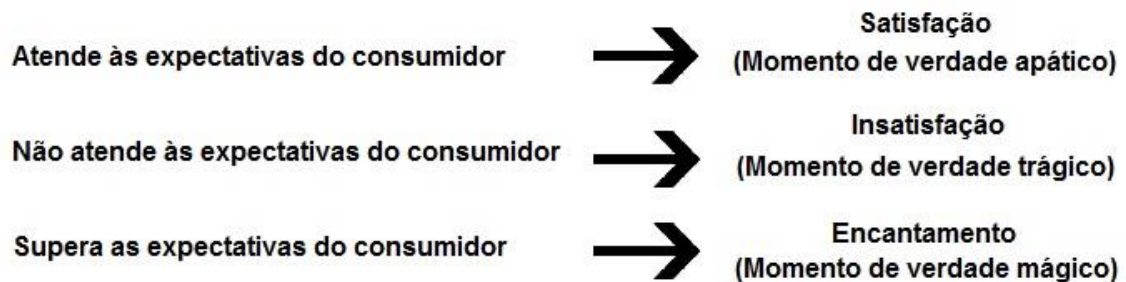 Atende às expectativas do consumidor
Satisfação
(Momento de verdade apático)
Não atende às expectativas do consumidor
Insatisfação
(Momento de verdade trágico)
Supera as expectativas do consumidor
Encantamento
(Momento de verdade mágico)